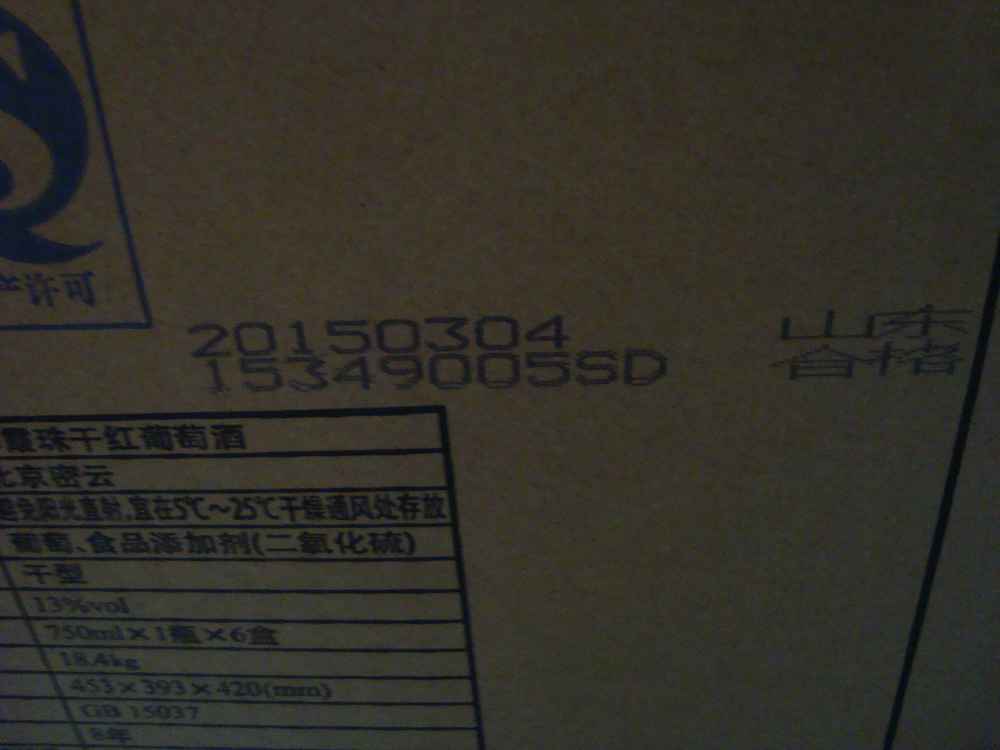 许可
20150304
山东
15349005SD
合格
霞珠干红葡萄酒
北京密云
避免阳光直射,宜在5℃～25℃干燥通风处存放
葡萄、食品添加剂(二氧化硫)
干型
13%vol
750ml×1瓶×6盒
18.4kg
453×393×420(mm)
GB 15037
8年